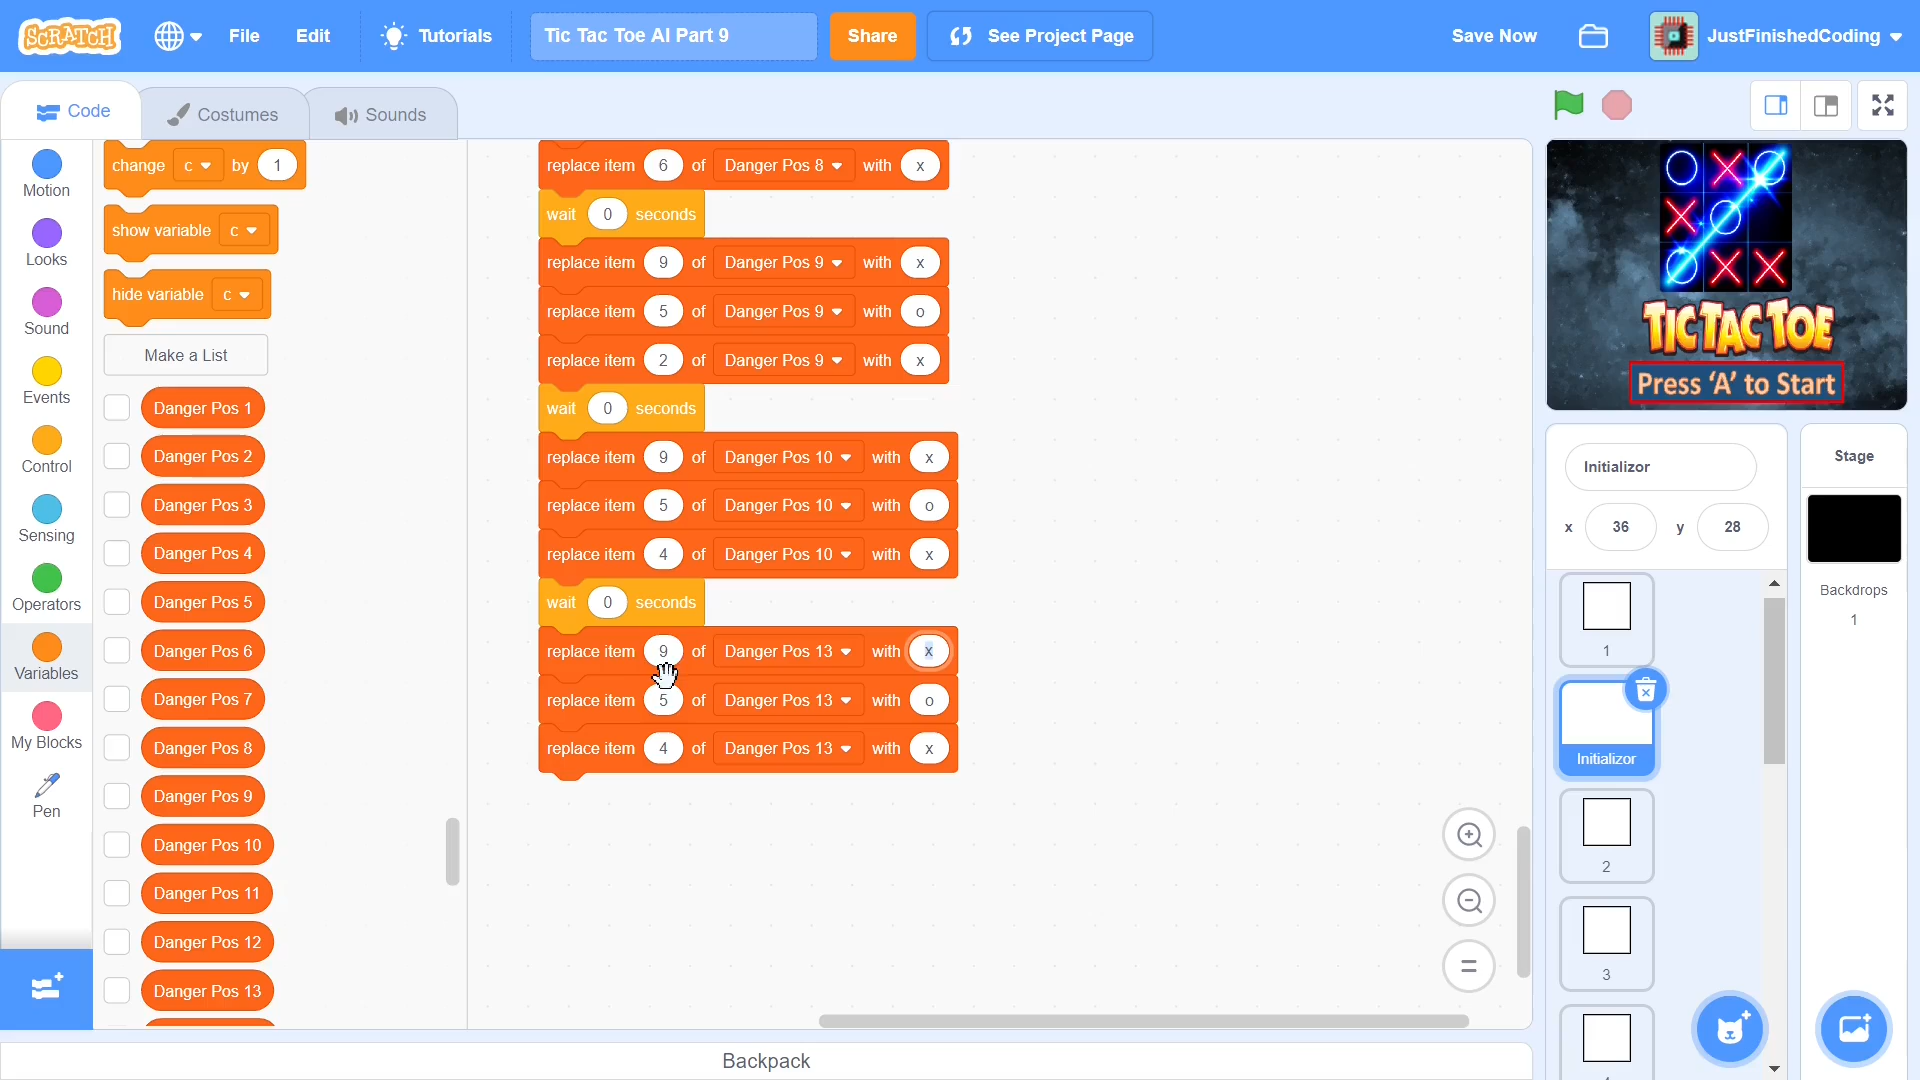 SCRATCH
File
Edit
Tutorials
Tic Tac Toe AI Part 9
Share
See Project Page
Save Now
JustFinishedCoding
Code
Costumes
Sounds
Motion
Looks
Sound
Events
Control
Sensing
Operators
Variables
My Blocks
Pen
change c by 1
show variable c
hide variable c
Make a List
Danger Pos 1
Danger Pos 2
Danger Pos 3
Danger Pos 4
Danger Pos 5
Danger Pos 6
Danger Pos 7
Danger Pos 8
Danger Pos 9
Danger Pos 10
Danger Pos 11
Danger Pos 12
Danger Pos 13
replace item 6 of Danger Pos 8 with x
wait 0 seconds
replace item 9 of Danger Pos 9 with x
replace item 5 of Danger Pos 9 with o
replace item 2 of Danger Pos 9 with x
wait 0 seconds
replace item 9 of Danger Pos 10 with x
replace item 5 of Danger Pos 10 with o
replace item 4 of Danger Pos 10 with x
wait 0 seconds
replace item 9 of Danger Pos 13 with x
replace item 5 of Danger Pos 13 with o
replace item 4 of Danger Pos 13 with x
TIC TAC TOE
Press ‘A’ to Start
Initializor
x 36 y 28
1
Initializor
2
3
Stage
Backdrops
1
Backpack